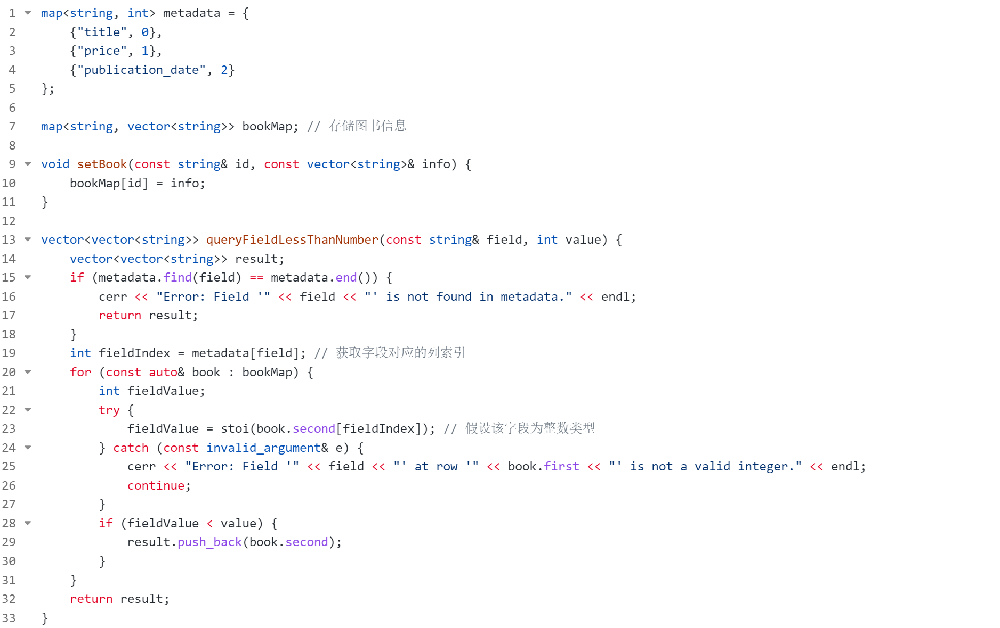 1 map<string, int> metadata = {
2     {"title", 0},
3     {"price", 1},
4     {"publication_date", 2}
5 };
6
7 map<string, vector<string>> bookMap; // 存储图书信息
8
9 void setBook(const string& id, const vector<string>& info) {
10     bookMap[id] = info;
11 }
12
13 vector<vector<string>> queryFieldLessThanNumber(const string& field, int value) {
14     vector<vector<string>> result;
15     if (metadata.find(field) == metadata.end()) {
16         cerr << "Error: Field '" << field << "' is not found in metadata." << endl;
17         return result;
18     }
19     int fieldIndex = metadata[field]; // 获取字段对应的列索引
20     for (const auto& book : bookMap) {
21         int fieldValue;
22         try {
23             fieldValue = stoi(book.second[fieldIndex]); // 假设该字段为整数类型
24         } catch (const invalid_argument& e) {
25             cerr << "Error: Field '" << field << "' at row '" << book.first << "' is not a valid integer." << endl;
26             continue;
27         }
28         if (fieldValue < value) {
29             result.push_back(book.second);
30         }
31     }
32     return result;
33 }